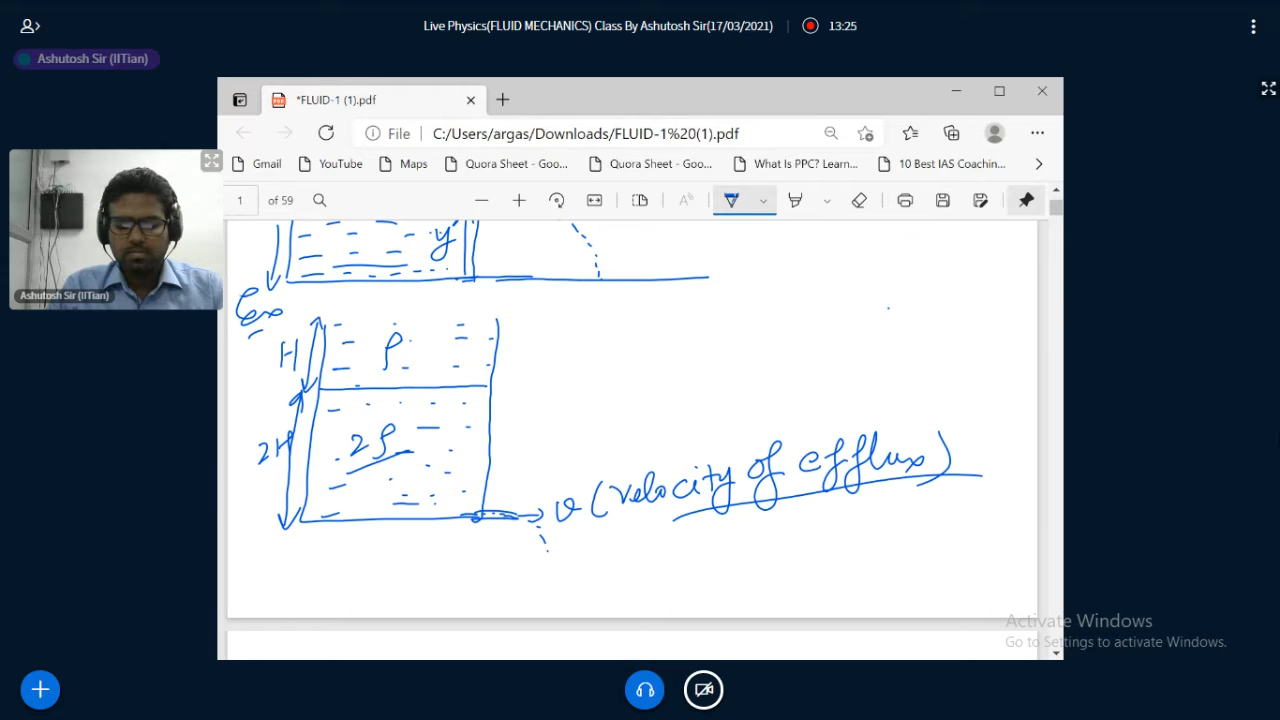 Live Physics(FLUID MECHANICS) Class By Ashutosh Sir(17/03/2021)
13:25
Ashutosh Sir (IITian)
*FLUID-1 (1).pdf
File
C:/Users/argas/Downloads/FLUID-1%20(1).pdf
Gmail
YouTube
Maps
Quora Sheet - Goo...
Quora Sheet - Goo...
What Is PPC? Learn...
10 Best IAS Coachin...
1 of 59
Ashutosh Sir (IITian)
y
Ex
H
ρ
2H
2ρ
v (velocity of efflux)
Activate Windows
Go to Settings to activate Windows.